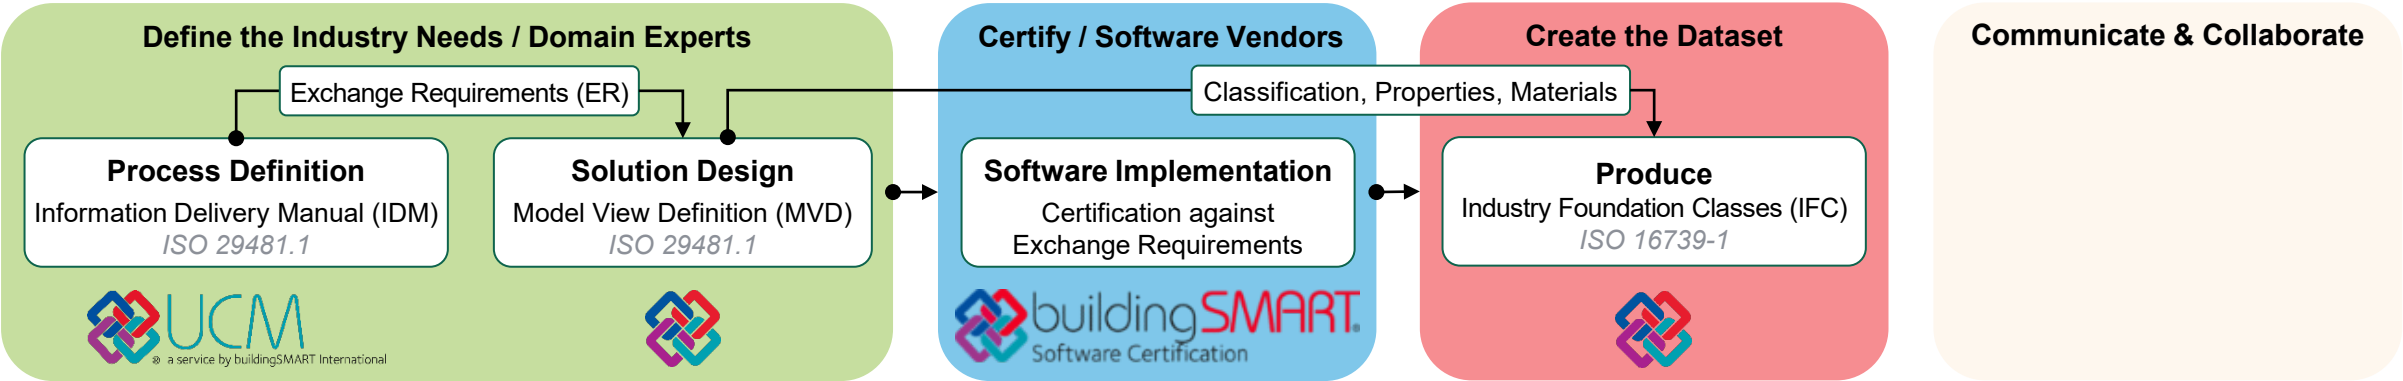 Define the Industry Needs / Domain Experts
Exchange Requirements (ER)
Process Definition
Information Delivery Manual (IDM)
ISO 29481.1
Solution Design
Model View Definition (MVD)
ISO 29481.1
UCM
® a service by buildingSMART International
Certify / Software Vendors
Classification, Properties, Materials
Software Implementation
Certification against
Exchange Requirements
buildingSMART®
Software Certification
Create the Dataset
Produce
Industry Foundation Classes (IFC)
ISO 16739-1
Communicate & Collaborate